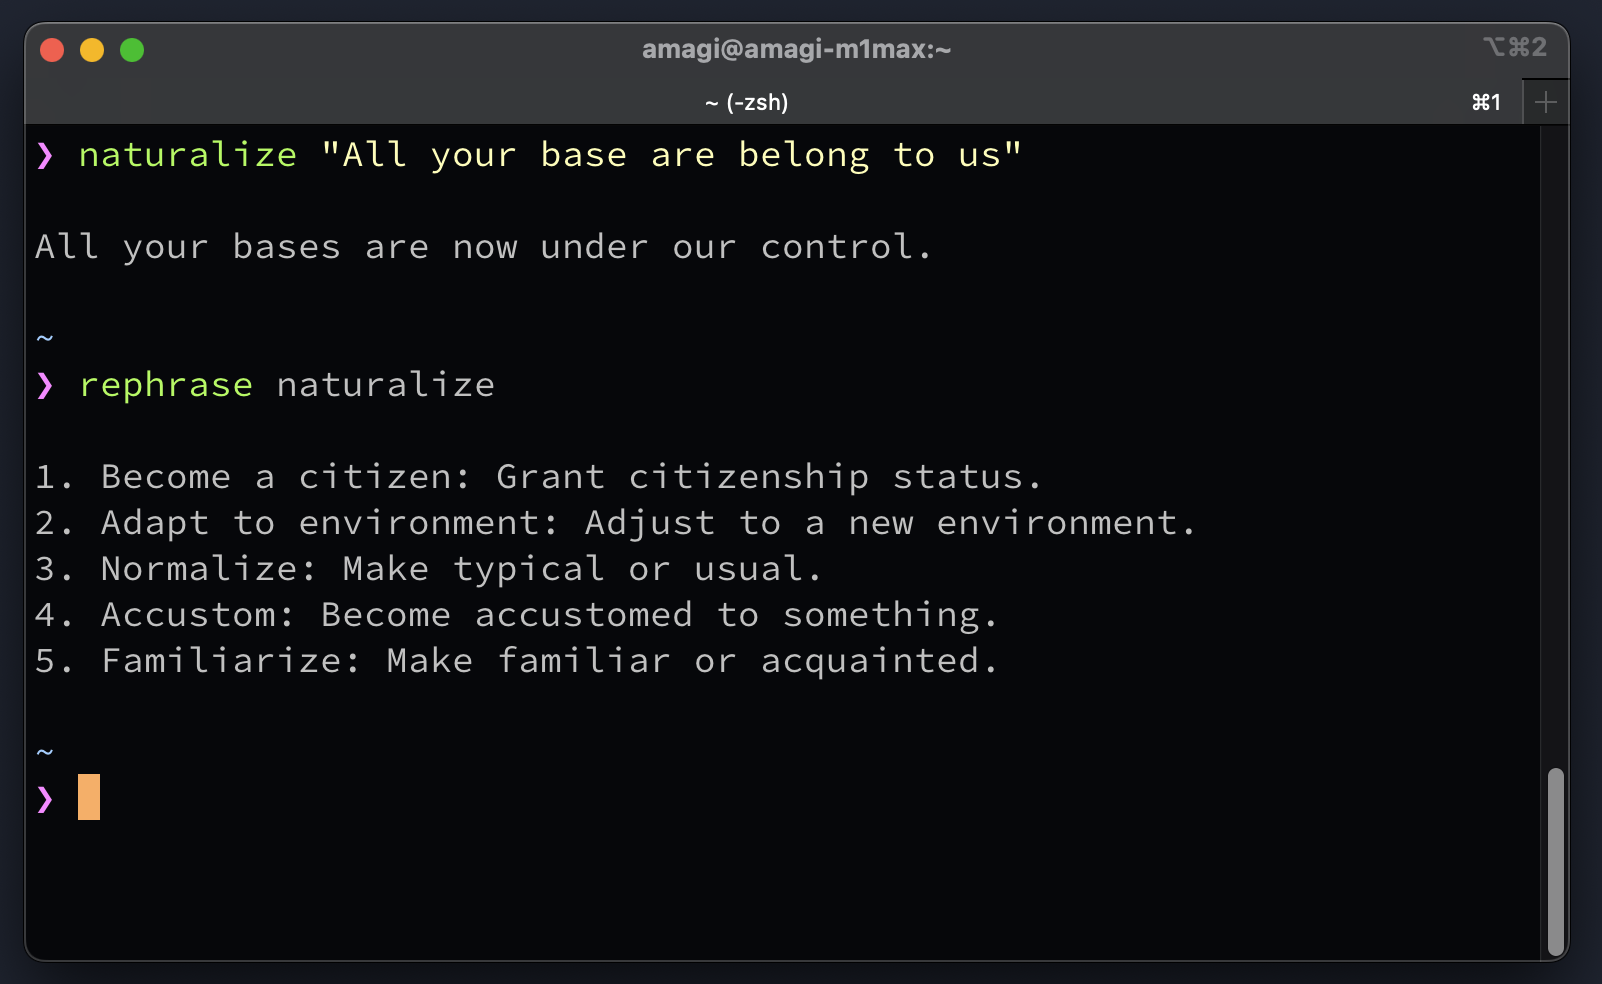 amagi@amagi-m1max:~
⌥⌘2
~ (-zsh)
⌘1
❯ naturalize "All your base are belong to us"
All your bases are now under our control.
~
❯ rephrase naturalize
1. Become a citizen: Grant citizenship status.
2. Adapt to environment: Adjust to a new environment.
3. Normalize: Make typical or usual.
4. Accustom: Become accustomed to something.
5. Familiarize: Make familiar or acquainted.
~
❯